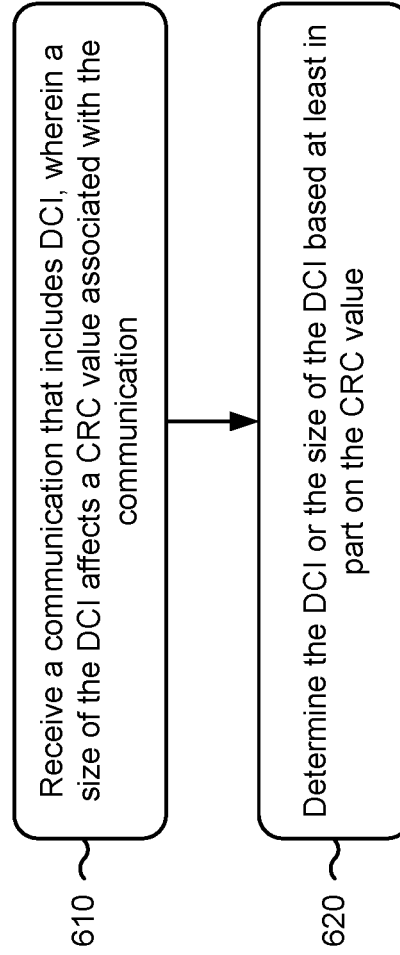 610
Receive a communication that includes DCI, wherein a
size of the DCI affects a CRC value associated with the
communication
620
Determine the DCI or the size of the DCI based at least in
part on the CRC value